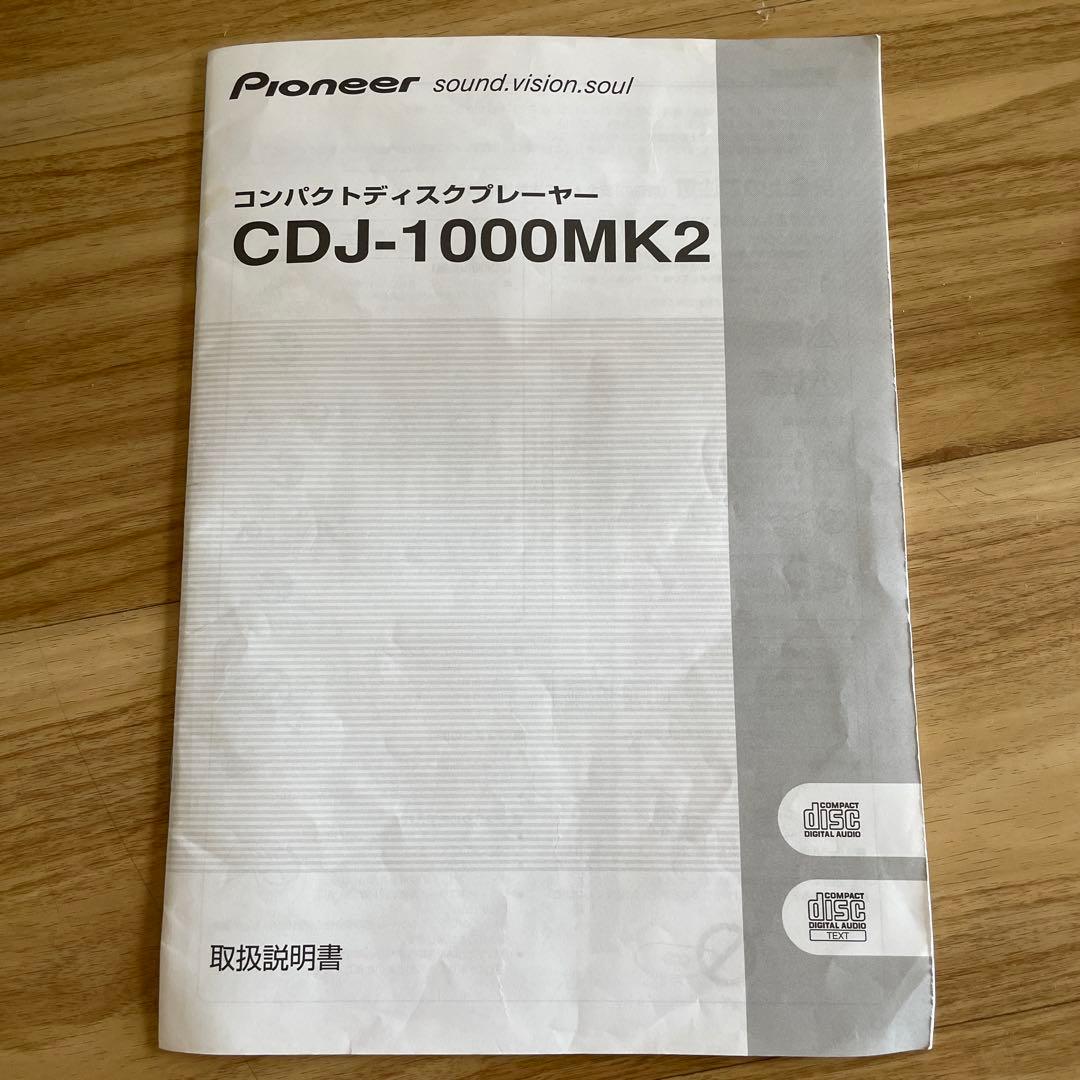 Pioneer sound.vision.soul
コンパクトディスクプレーヤー
CDJ-1000MK2
COMPACT
disc
DIGITAL AUDIO
COMPACT
disc
DIGITAL AUDIO
TEXT
取扱説明書